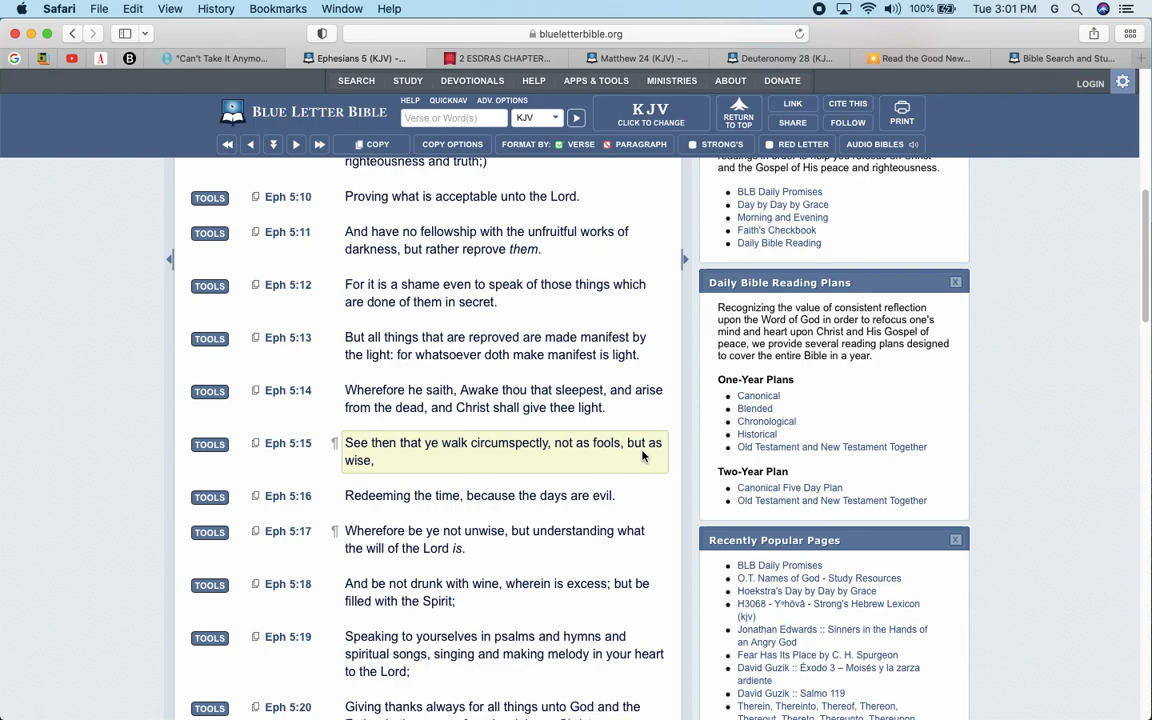 Safari File Edit View History Bookmarks Window Help 100% Tue 3:01 PM G
blueletterbible.org
"Can't Take It Anymo... Ephesians 5 (KJV) -... 2 ESDRAS CHAPTER... Matthew 24 (KJV) -... Deuteronomy 28 (KJ... Read the Good New... Bible Search and Stu...
SEARCH STUDY DEVOTIONALS HELP APPS & TOOLS MINISTRIES ABOUT DONATE LOGIN
BLUE LETTER BIBLE
HELP QUICKNAV ADV. OPTIONS
Verse or Word(s) KJV
KJV
CLICK TO CHANGE
RETURN
TO TOP
LINK CITE THIS
SHARE FOLLOW
PRINT
COPY COPY OPTIONS FORMAT BY: VERSE PARAGRAPH STRONG'S RED LETTER AUDIO BIBLES
righteousness and truth;)
TOOLS Eph 5:10 Proving what is acceptable unto the Lord.
TOOLS Eph 5:11 And have no fellowship with the unfruitful works of
darkness, but rather reprove them.
TOOLS Eph 5:12 For it is a shame even to speak of those things which
are done of them in secret.
TOOLS Eph 5:13 But all things that are reproved are made manifest by
the light: for whatsoever doth make manifest is light.
TOOLS Eph 5:14 Wherefore he saith, Awake thou that sleepest, and arise
from the dead, and Christ shall give thee light.
TOOLS Eph 5:15 ¶ See then that ye walk circumspectly, not as fools, but as
wise,
TOOLS Eph 5:16 Redeeming the time, because the days are evil.
TOOLS Eph 5:17 ¶ Wherefore be ye not unwise, but understanding what
the will of the Lord is.
TOOLS Eph 5:18 And be not drunk with wine, wherein is excess; but be
filled with the Spirit;
TOOLS Eph 5:19 Speaking to yourselves in psalms and hymns and
spiritual songs, singing and making melody in your heart
to the Lord;
TOOLS Eph 5:20 Giving thanks always for all things unto God and the
and the Gospel of His peace and righteousness.
BLB Daily Promises
Day by Day by Grace
Morning and Evening
Faith's Checkbook
Daily Bible Reading
Daily Bible Reading Plans
Recognizing the value of consistent reflection
upon the Word of God in order to refocus one's
mind and heart upon Christ and His Gospel of
peace, we provide several reading plans designed
to cover the entire Bible in a year.
One-Year Plans
Canonical
Blended
Chronological
Historical
Old Testament and New Testament Together
Two-Year Plan
Canonical Five Day Plan
Old Testament and New Testament Together
Recently Popular Pages
BLB Daily Promises
O.T. Names of God - Study Resources
Hoekstra's Day by Day by Grace
H3068 - Yᵊhōvâ - Strong's Hebrew Lexicon
(kjv)
Jonathan Edwards :: Sinners in the Hands of
an Angry God
Fear Has Its Place by C. H. Spurgeon
David Guzik :: Éxodo 3 – Moisés y la zarza
ardiente
David Guzik :: Salmo 119
Therein, Thereinto, Thereof, Thereon,